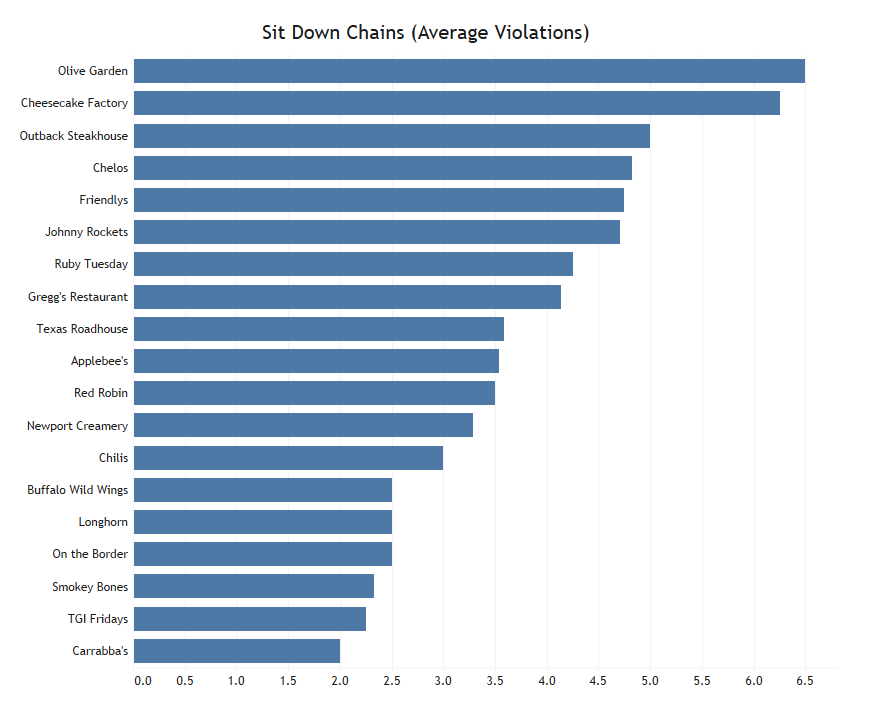 Sit Down Chains (Average Violations)
Olive Garden
Cheesecake Factory
Outback Steakhouse
Chelos
Friendlys
Johnny Rockets
Ruby Tuesday
Gregg's Restaurant
Texas Roadhouse
Applebee's
Red Robin
Newport Creamery
Chilis
Buffalo Wild Wings
Longhorn
On the Border
Smokey Bones
TGI Fridays
Carrabba's
0.0 0.5 1.0 1.5 2.0 2.5 3.0 3.5 4.0 4.5 5.0 5.5 6.0 6.5